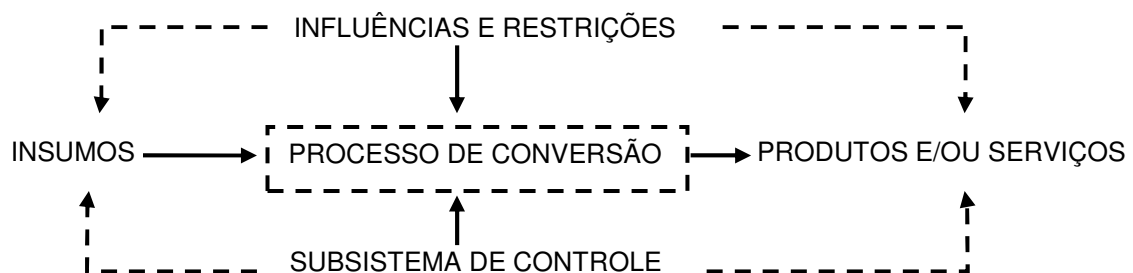 INFLUÊNCIAS E RESTRIÇÕES
INSUMOS
PROCESSO DE CONVERSÃO
PRODUTOS E/OU SERVIÇOS
SUBSISTEMA DE CONTROLE